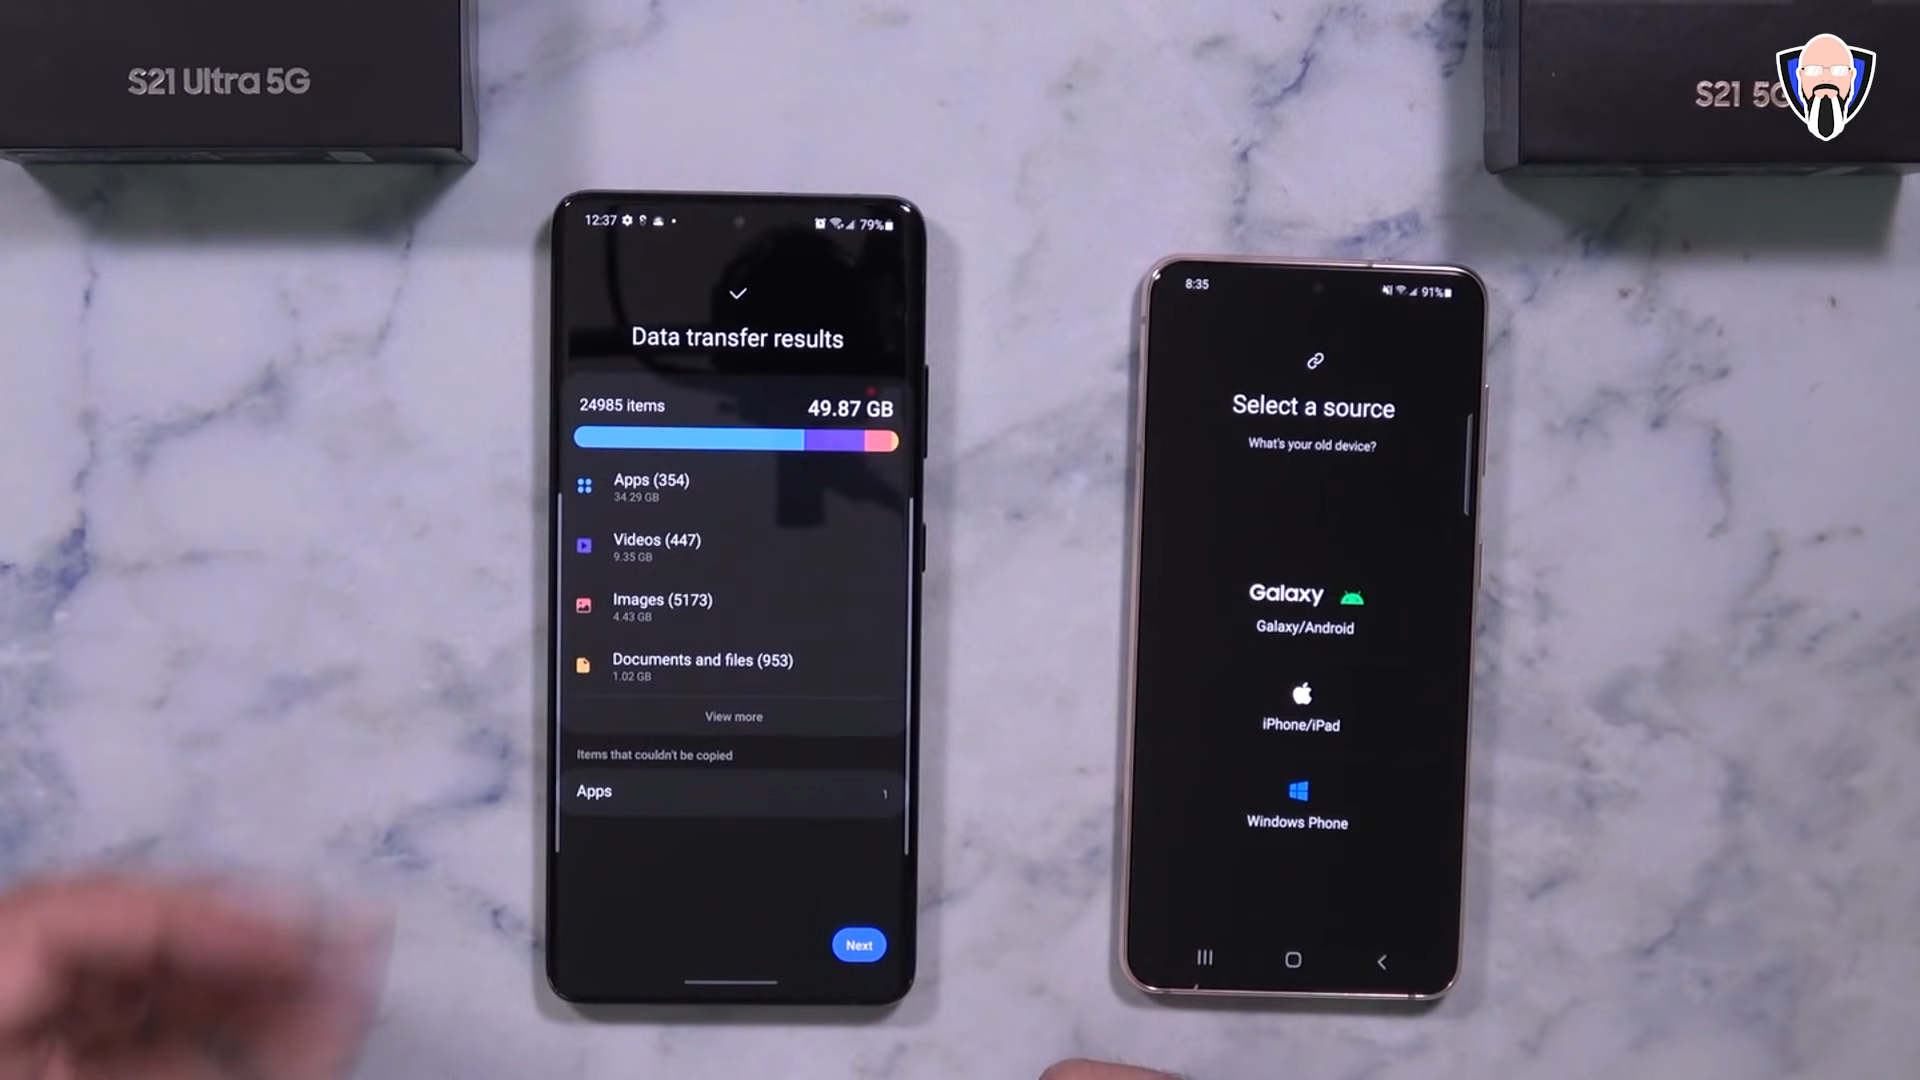 S21 Ultra 5G
S21 5G
12:37
79%
Data transfer results
24985 items
49.87 GB
Apps (354)
34.29 GB
Videos (447)
9.35 GB
Images (5173)
4.43 GB
Documents and files (953)
1.02 GB
View more
Items that couldn't be copied
Apps
1
Next
8:35
91%
Select a source
What's your old device?
Galaxy
Galaxy/Android
iPhone/iPad
Windows Phone